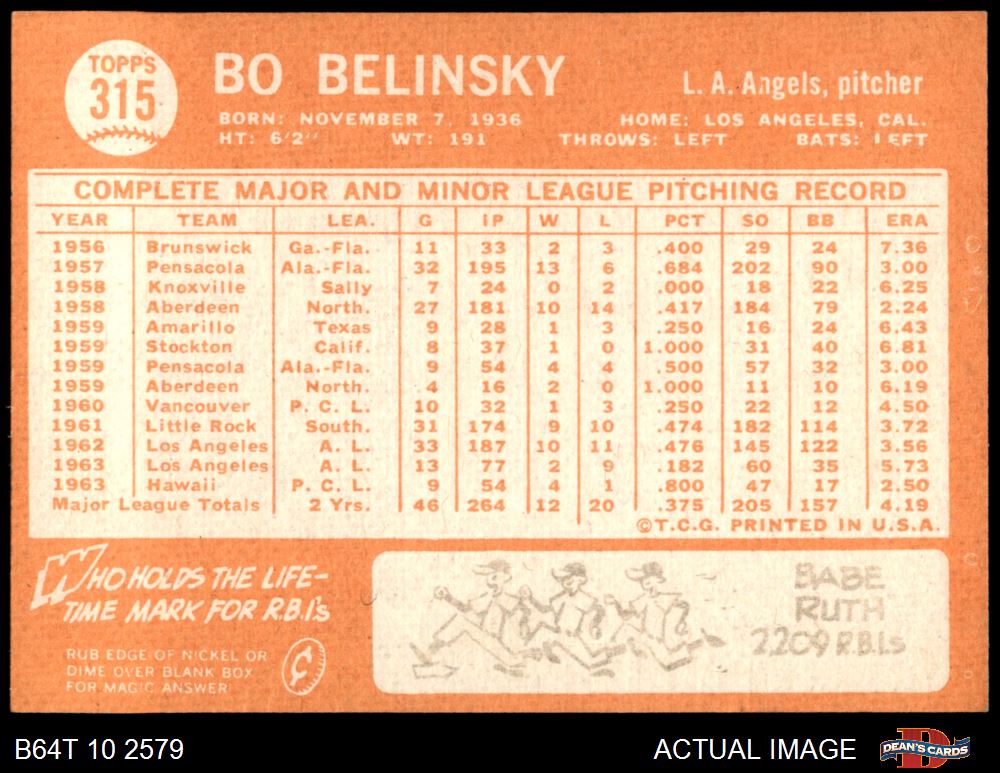 TOPPS
315
BO BELINSKY
L. A. Angels, pitcher
BORN: NOVEMBER 7, 1936 HOME: LOS ANGELES, CAL.
HT: 6'2" WT: 191 THROWS: LEFT BATS: LEFT
COMPLETE MAJOR AND MINOR LEAGUE PITCHING RECORD
YEAR TEAM LEA. G IP W L PCT SO BB ERA
1956 Brunswick Ga.-Fla. 11 33 2 3 .400 29 24 7.36
1957 Pensacola Ala.-Fla. 32 195 13 6 .684 202 90 3.00
1958 Knoxville Sally 7 24 0 2 .000 18 22 6.25
1958 Aberdeen North. 27 181 10 14 .417 184 79 2.24
1959 Amarillo Texas 9 28 1 3 .250 16 24 6.43
1959 Stockton Calif. 8 37 1 0 1.000 31 40 6.81
1959 Pensacola Ala.-Fla. 9 54 4 4 .500 57 32 3.00
1959 Aberdeen North. 4 16 2 0 1.000 11 10 6.19
1960 Vancouver P. C. L. 10 32 1 3 .250 22 12 4.50
1961 Little Rock South. 31 174 9 10 .474 182 114 3.72
1962 Los Angeles A. L. 33 187 10 11 .476 145 122 3.56
1963 Los Angeles A. L. 13 77 2 9 .182 60 35 5.73
1963 Hawaii P. C. L. 9 54 4 1 .800 47 17 2.50
Major League Totals 2 Yrs. 46 264 12 20 .375 205 157 4.19
©T.C.G. PRINTED IN U.S.A.
WHO HOLDS THE LIFE-
TIME MARK FOR R.B.I.'s
RUB EDGE OF NICKEL OR
DIME OVER BLANK BOX
FOR MAGIC ANSWER
¢
BABE
RUTH
2209 R.B.I.s
B64T 10 2579
ACTUAL IMAGE
DEAN'S CARDS